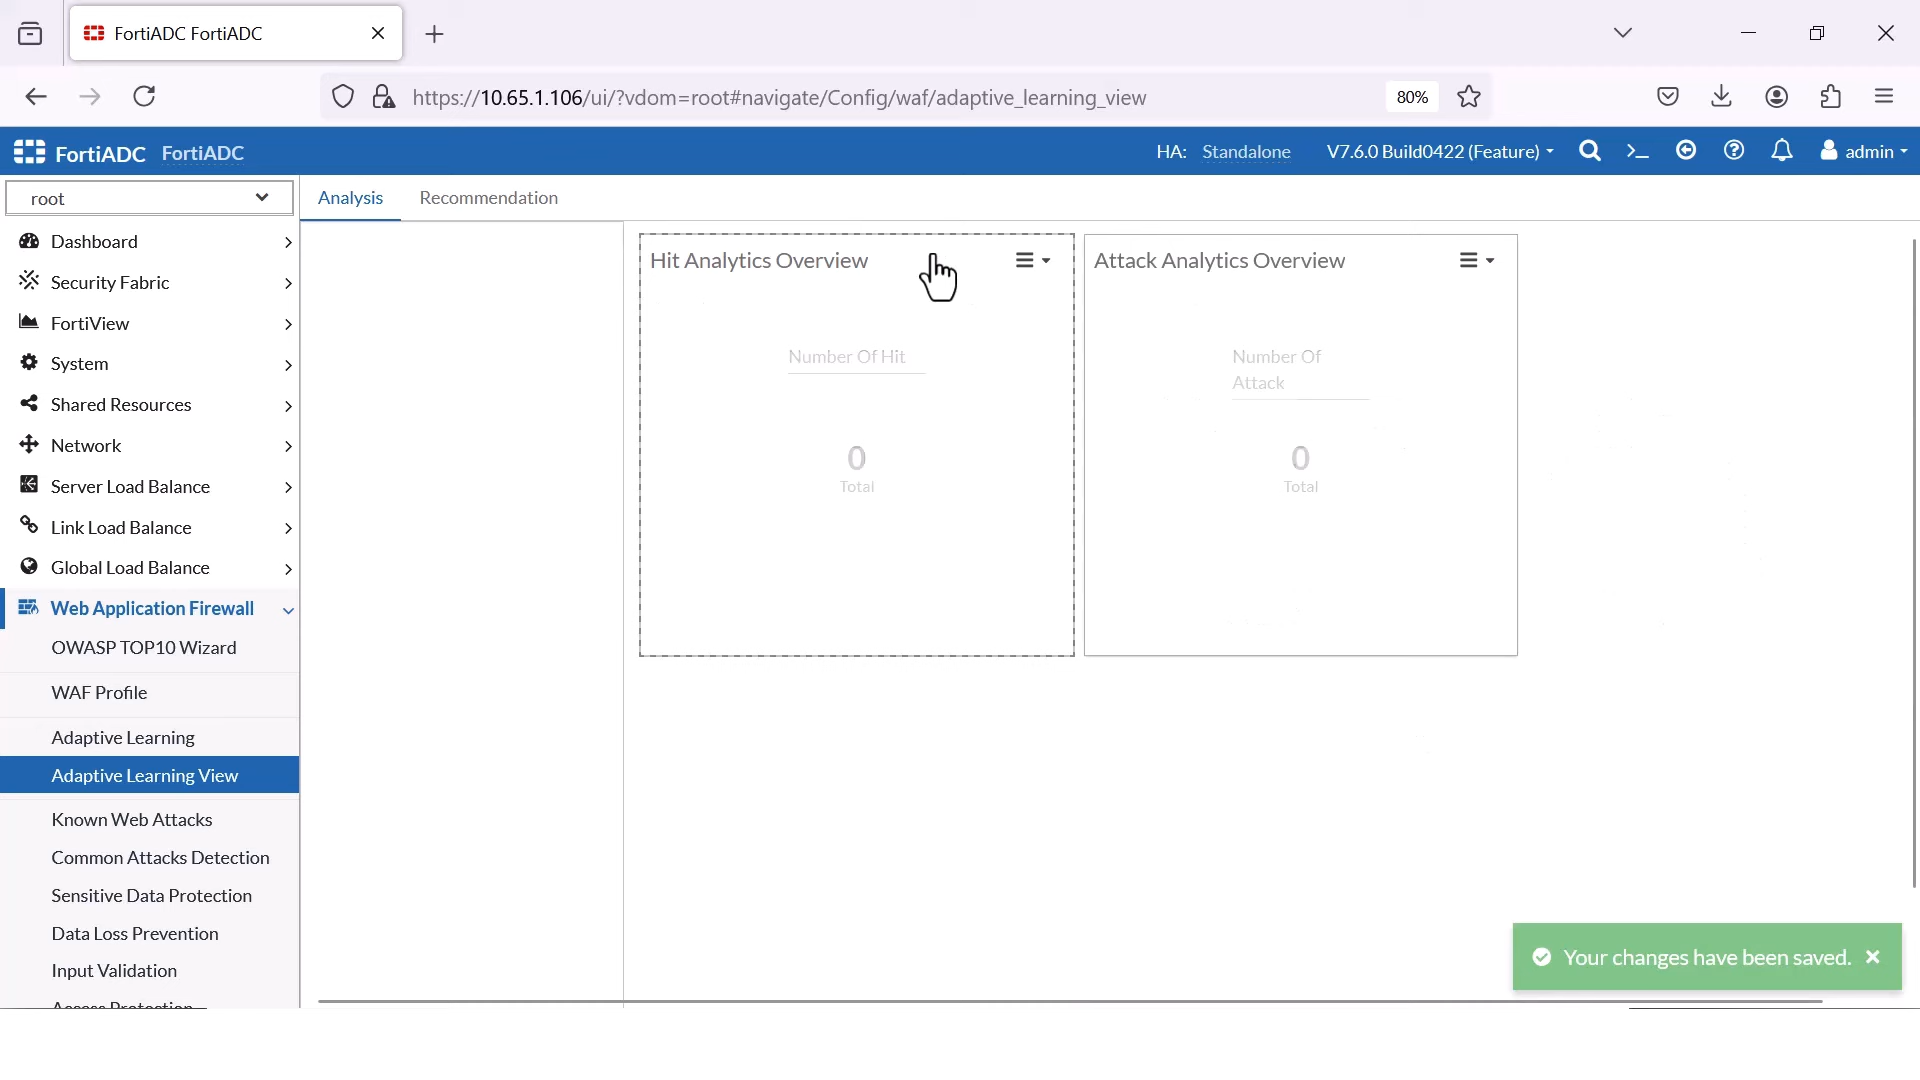 FortiADC FortiADC
https://10.65.1.106/ui/?vdom=root#navigate/Config/waf/adaptive_learning_view
80%
FortiADC FortiADC
HA: Standalone
V7.6.0 Build0422 (Feature)
admin
root
Analysis
Recommendation
Dashboard
Security Fabric
FortiView
System
Shared Resources
Network
Server Load Balance
Link Load Balance
Global Load Balance
Web Application Firewall
OWASP TOP10 Wizard
WAF Profile
Adaptive Learning
Adaptive Learning View
Known Web Attacks
Common Attacks Detection
Sensitive Data Protection
Data Loss Prevention
Input Validation
Access Protection
Hit Analytics Overview
Number Of Hit
0
Total
Attack Analytics Overview
Number Of
Attack
0
Total
Your changes have been saved.